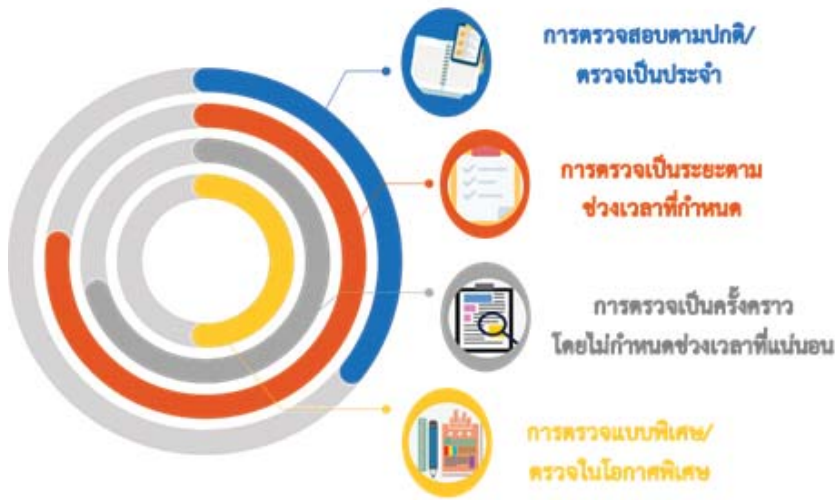 การตรวจสอบตามปกติ/
ตรวจเป็นประจำ
การตรวจเป็นระยะตาม
ช่วงเวลาที่กำหนด
การตรวจเป็นครั้งคราว
โดยไม่กำหนดช่วงเวลาที่แน่นอน
การตรวจแบบพิเศษ/
ตรวจในโอกาสพิเศษ